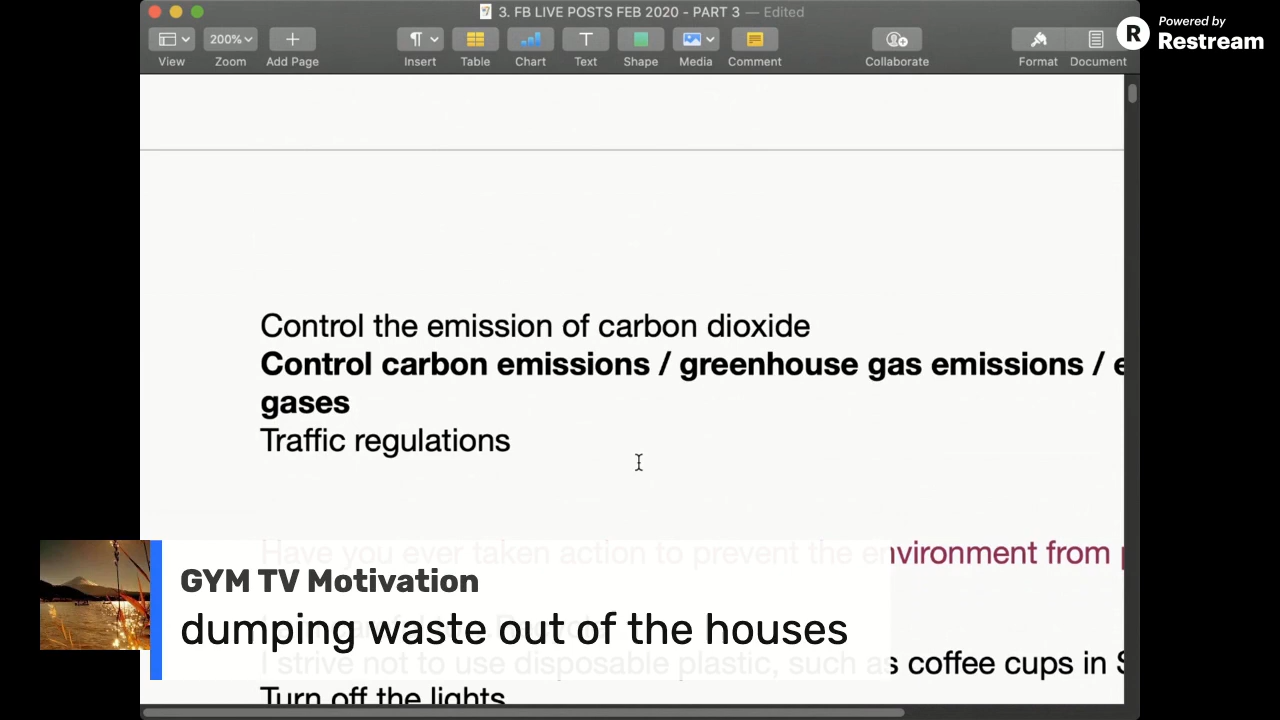 3. FB LIVE POSTS FEB 2020 - PART 3 — Edited
Powered by
Restream
200%
View
Zoom
Add Page
Insert
Table
Chart
Text
Shape
Media
Comment
Collaborate
Format
Document
Control the emission of carbon dioxide
Control carbon emissions / greenhouse gas emissions / e
gases
Traffic regulations
Have you ever taken action to prevent the environment from p
GYM TV Motivation
dumping waste out of the houses
I strive not to use disposable plastic, such as coffee cups in S
Turn off the lights